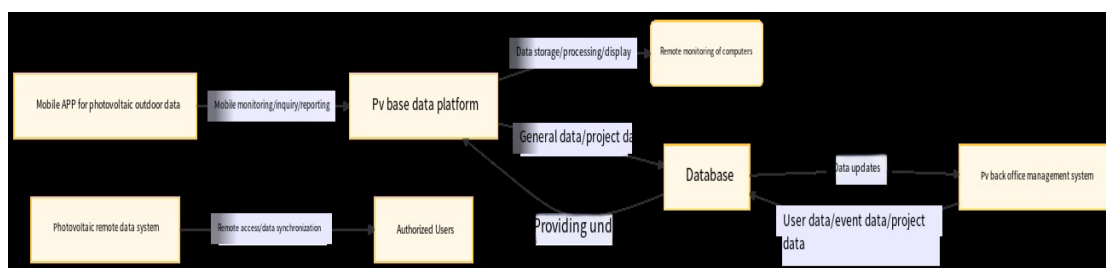 Data storage/processing/display
Remote monitoring of computers
Mobile APP for photovoltaic outdoor data
Mobile monitoring/inquiry/reporting
Pv base data platform
General data/project da
Database
Data updates
Pv back office management system
Photovoltaic remote data system
Remote access/data synchronization
Authorized Users
Providing und
User data/event data/project
data